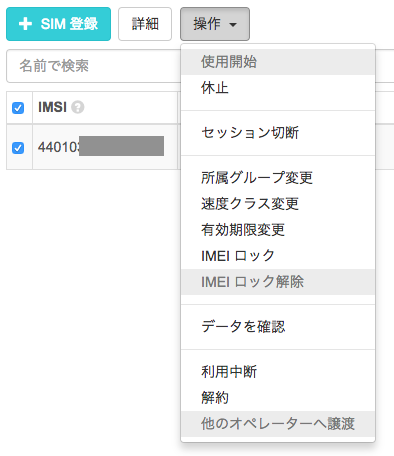 + SIM 登録
詳細
操作
名前で検索
IMSI ?
44010
使用開始
休止
セッション切断
所属グループ変更
速度クラス変更
有効期限変更
IMEI ロック
IMEI ロック解除
データを確認
利用中断
解約
他のオペレーターへ譲渡